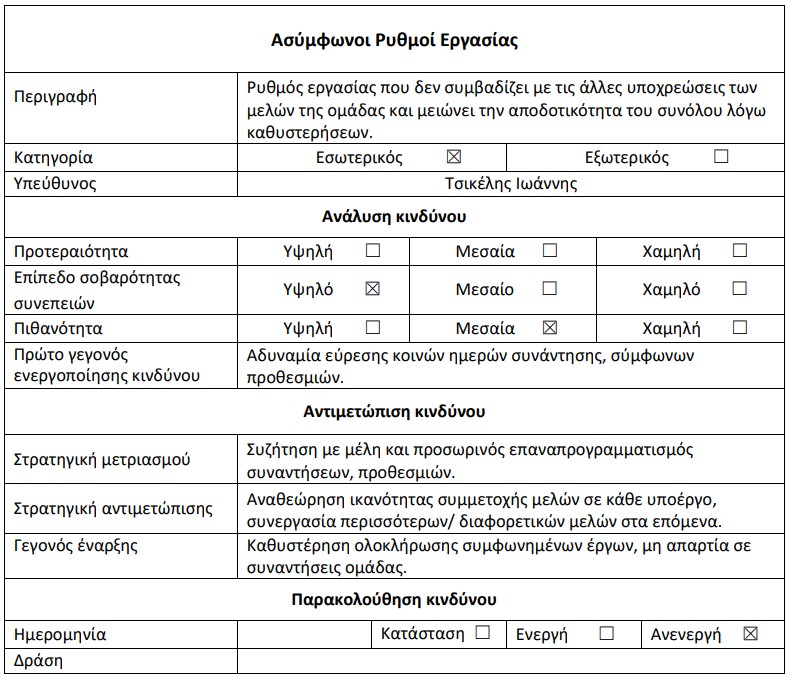 Ασύμφωνοι Ρυθμοί Εργασίας
Περιγραφή
Ρυθμός εργασίας που δεν συμβαδίζει με τις άλλες υποχρεώσεις των
μελών της ομάδας και μειώνει την αποδοτικότητα του συνόλου λόγω
καθυστερήσεων.
Κατηγορία Εσωτερικός ☒ Εξωτερικός ☐
Υπεύθυνος Τσικέλης Ιωάννης
Ανάλυση κινδύνου
Προτεραιότητα Υψηλή ☐ Μεσαία ☐ Χαμηλή ☐
Επίπεδο σοβαρότητας
συνεπειών
Υψηλό ☒ Μεσαίο ☐ Χαμηλό ☐
Πιθανότητα Υψηλή ☐ Μεσαία ☒ Χαμηλή ☐
Πρώτο γεγονός
ενεργοποίησης κινδύνου
Αδυναμία εύρεσης κοινών ημερών συνάντησης, σύμφωνων
προθεσμιών.
Αντιμετώπιση κινδύνου
Στρατηγική μετριασμού
Συζήτηση με μέλη και προσωρινός επαναπρογραμματισμός
συναντήσεων, προθεσμιών.
Στρατηγική αντιμετώπισης
Αναθεώρηση ικανότητας συμμετοχής μελών σε κάθε υποέργο,
συνεργασία περισσότερων/ διαφορετικών μελών στα επόμενα.
Γεγονός έναρξης
Καθυστέρηση ολοκλήρωσης συμφωνημένων έργων, μη απαρτία σε
συναντήσεις ομάδας.
Παρακολούθηση κινδύνου
Ημερομηνία Κατάσταση ☐ Ενεργή ☐ Ανενεργή ☒
Δράση